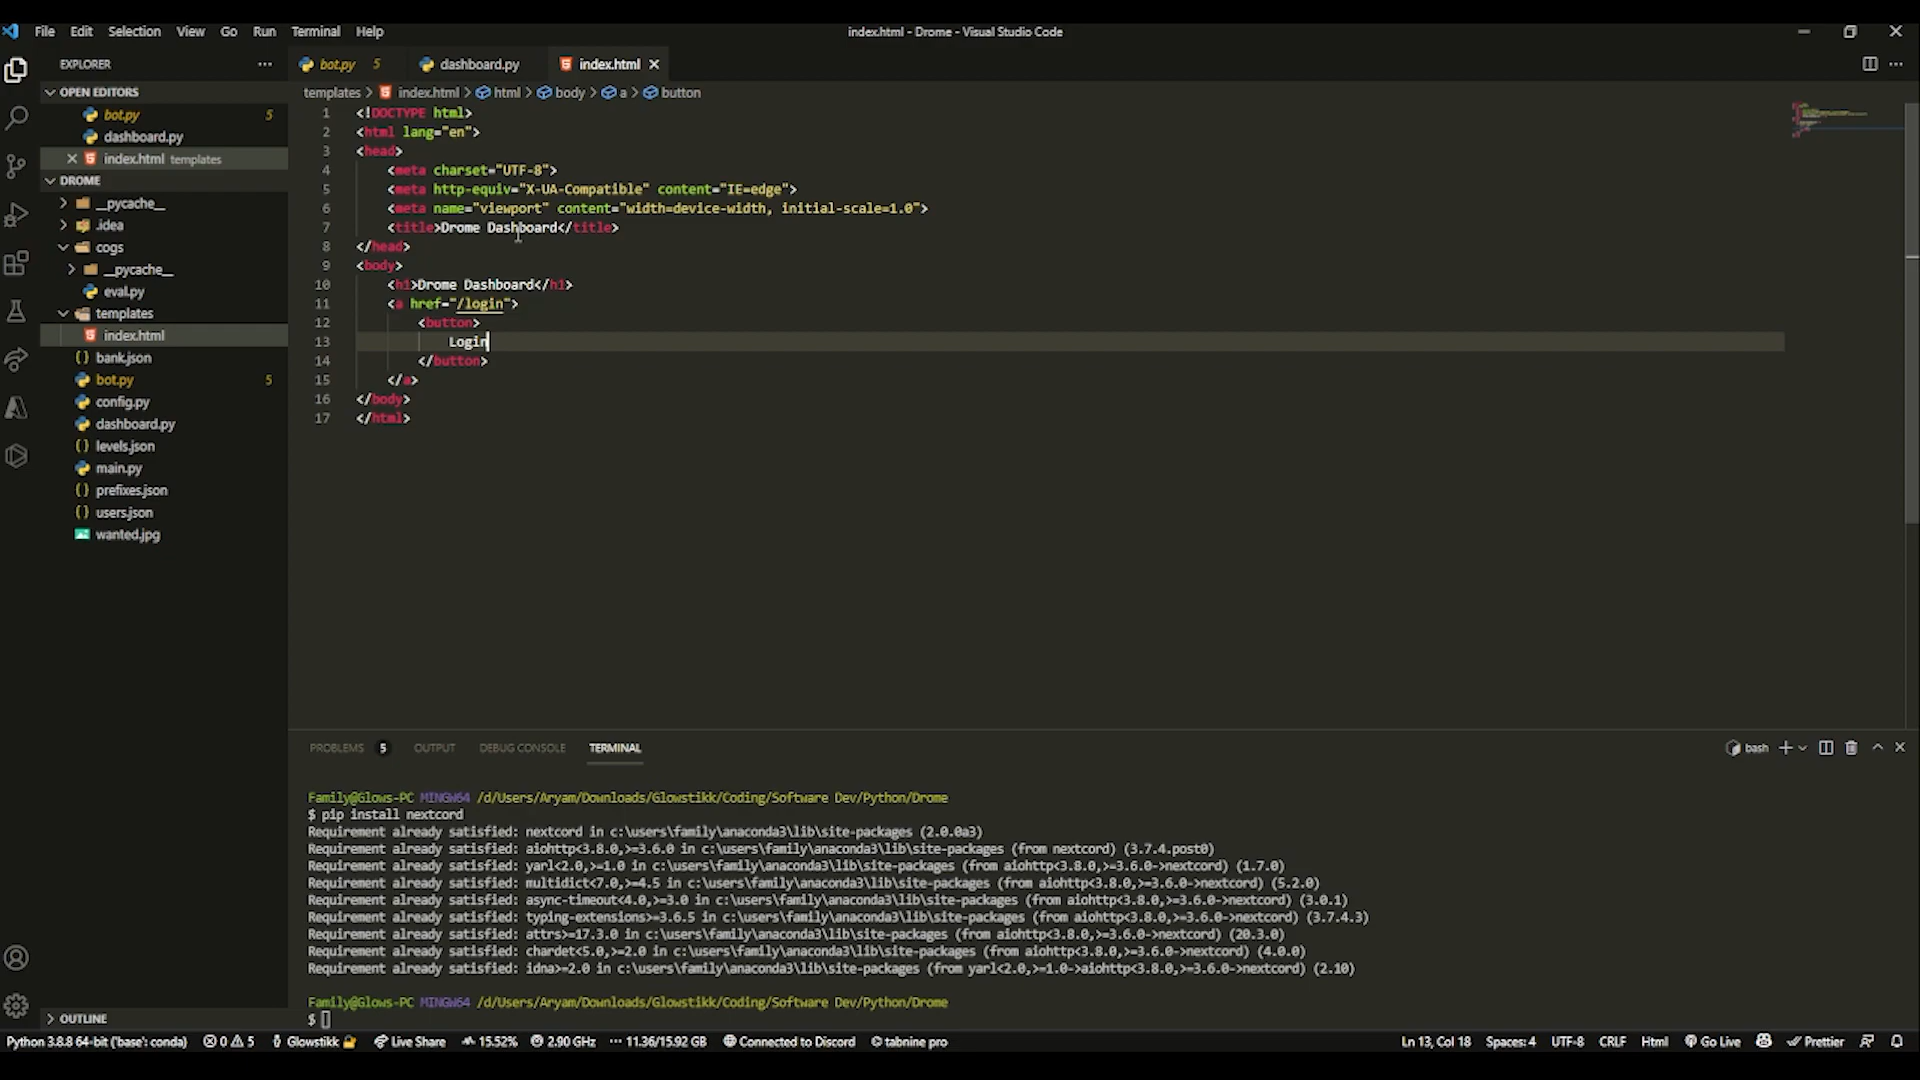 File Edit Selection View Go Run Terminal Help
index.html - Drome - Visual Studio Code
EXPLORER
bot.py 5
dashboard.py
index.html
OPEN EDITORS
bot.py 5
dashboard.py
index.html templates
DROME
__pycache__
.idea
cogs
__pycache__
eval.py
templates
index.html
bank.json
bot.py 5
config.py
dashboard.py
levels.json
main.py
prefixes.json
users.json
wanted.jpg
OUTLINE
templates > index.html > html > body > a > button
1 <!DOCTYPE html>
2 <html lang="en">
3 <head>
4 <meta charset="UTF-8">
5 <meta http-equiv="X-UA-Compatible" content="IE=edge">
6 <meta name="viewport" content="width=device-width, initial-scale=1.0">
7 <title>Drome Dashboard</title>
8 </head>
9 <body>
10 <h1>Drome Dashboard</h1>
11 <a href="/login">
12 <button>
13 Login
14 </button>
15 </a>
16 </body>
17 </html>
PROBLEMS 5 OUTPUT DEBUG CONSOLE TERMINAL
bash
Family@Glows-PC MINGW64 /d/Users/Aryam/Downloads/Glowstikk/Coding/Software Dev/Python/Drome
$ pip install nextcord
Requirement already satisfied: nextcord in c:\users\family\anaconda3\lib\site-packages (2.0.0a3)
Requirement already satisfied: aiohttp<3.8.0,>=3.6.0 in c:\users\family\anaconda3\lib\site-packages (from nextcord) (3.7.4.post0)
Requirement already satisfied: yarl<2.0,>=1.0 in c:\users\family\anaconda3\lib\site-packages (from aiohttp<3.8.0,>=3.6.0->nextcord) (1.7.0)
Requirement already satisfied: multidict<7.0,>=4.5 in c:\users\family\anaconda3\lib\site-packages (from aiohttp<3.8.0,>=3.6.0->nextcord) (5.2.0)
Requirement already satisfied: async-timeout<4.0,>=3.0 in c:\users\family\anaconda3\lib\site-packages (from aiohttp<3.8.0,>=3.6.0->nextcord) (3.0.1)
Requirement already satisfied: typing-extensions>=3.6.5 in c:\users\family\anaconda3\lib\site-packages (from aiohttp<3.8.0,>=3.6.0->nextcord) (3.7.4.3)
Requirement already satisfied: attrs>=17.3.0 in c:\users\family\anaconda3\lib\site-packages (from aiohttp<3.8.0,>=3.6.0->nextcord) (20.3.0)
Requirement already satisfied: chardet<5.0,>=2.0 in c:\users\family\anaconda3\lib\site-packages (from aiohttp<3.8.0,>=3.6.0->nextcord) (4.0.0)
Requirement already satisfied: idna>=2.0 in c:\users\family\anaconda3\lib\site-packages (from yarl<2.0,>=1.0->aiohttp<3.8.0,>=3.6.0->nextcord) (2.10)
Family@Glows-PC MINGW64 /d/Users/Aryam/Downloads/Glowstikk/Coding/Software Dev/Python/Drome
$
Python 3.8.8 64-bit ('base': conda) 0 5 Glowstikk Live Share 15.52% 2.90 GHz 11.36/15.92 GB Connected to Discord tabnine pro Ln 13, Col 18 Spaces: 4 UTF-8 CRLF Html Go Live Prettier